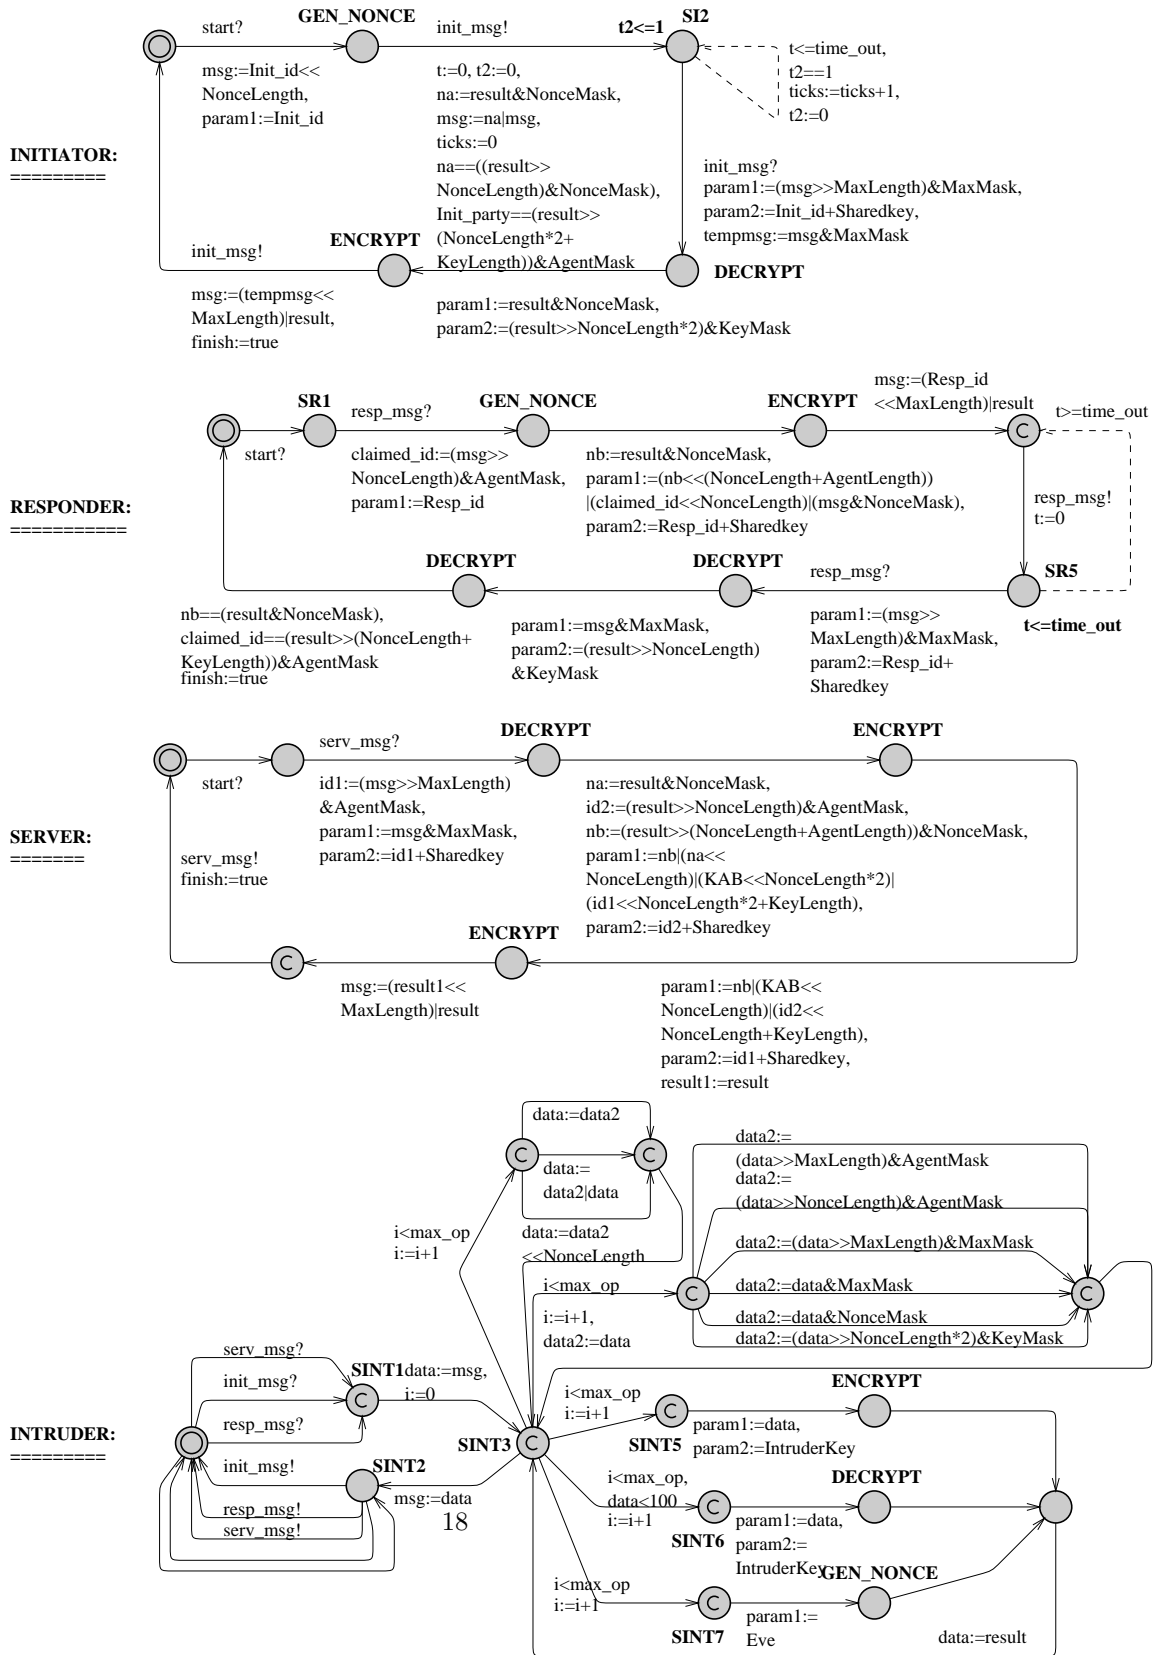 INITIATOR:
=========
start?
msg:=Init_id<<
NonceLength,
param1:=Init_id
GEN_NONCE
init_msg!
t:=0, t2:=0,
na:=result&NonceMask,
msg:=na|msg,
ticks:=0
t2<=1
SI2
t<=time_out,
t2==1
ticks:=ticks+1,
t2:=0
init_msg?
param1:=(msg>>MaxLength)&MaxMask,
param2:=Init_id+Sharedkey,
tempmsg:=msg&MaxMask
DECRYPT
na==((result>>
NonceLength)&NonceMask),
Init_party==(result>>
(NonceLength*2+
KeyLength))&AgentMask
param1:=result&NonceMask,
param2:=(result>>NonceLength*2)&KeyMask
ENCRYPT
init_msg!
msg:=(tempmsg<<
MaxLength)|result,
finish:=true
RESPONDER:
===========
start?
SR1
resp_msg?
claimed_id:=(msg>>
NonceLength)&AgentMask,
param1:=Resp_id
GEN_NONCE
nb:=result&NonceMask,
param1:=(nb<<(NonceLength+AgentLength))
|(claimed_id<<NonceLength)|(msg&NonceMask),
param2:=Resp_id+Sharedkey
ENCRYPT
msg:=(Resp_id
<<MaxLength)|result
C
t>=time_out
resp_msg!
t:=0
SR5
t<=time_out
resp_msg?
param1:=(msg>>
MaxLength)&MaxMask,
param2:=Resp_id+
Sharedkey
DECRYPT
param1:=msg&MaxMask,
param2:=(result>>NonceLength)
&KeyMask
DECRYPT
nb==(result&NonceMask),
claimed_id==(result>>(NonceLength+
KeyLength))&AgentMask
finish:=true
SERVER:
=======
start?
serv_msg?
id1:=(msg>>MaxLength)
&AgentMask,
param1:=msg&MaxMask,
param2:=id1+Sharedkey
DECRYPT
na:=result&NonceMask,
id2:=(result>>NonceLength)&AgentMask,
nb:=(result>>(NonceLength+AgentLength))&NonceMask,
param1:=nb|(na<<
NonceLength)|(KAB<<NonceLength*2)|
(id1<<NonceLength*2+KeyLength),
param2:=id2+Sharedkey
ENCRYPT
param1:=nb|(KAB<<
NonceLength)|(id2<<
NonceLength+KeyLength),
param2:=id1+Sharedkey,
result1:=result
ENCRYPT
msg:=(result1<<
MaxLength)|result
C
serv_msg!
finish:=true
INTRUDER:
=========
serv_msg?
init_msg?
resp_msg?
init_msg!
resp_msg!
serv_msg!
SINT1
C
data:=msg,
i:=0
SINT2
msg:=data
SINT3
C
i<max_op
i:=i+1
C
data:=data2
data:=
data2|data
data:=data2
<<NonceLength
C
i<max_op
i:=i+1,
data2:=data
C
data2:=
(data>>MaxLength)&AgentMask
data2:=
(data>>NonceLength)&AgentMask
data2:=(data>>MaxLength)&MaxMask
data2:=data&MaxMask
data2:=data&NonceMask
data2:=(data>>NonceLength*2)&KeyMask
C
i<max_op
i:=i+1
C
SINT5
param1:=data,
param2:=IntruderKey
ENCRYPT
i<max_op,
data<100
i:=i+1
C
SINT6
param1:=data,
param2:=
IntruderKey
DECRYPT
i<max_op
i:=i+1
C
SINT7
param1:=
Eve
GEN_NONCE
data:=result
18